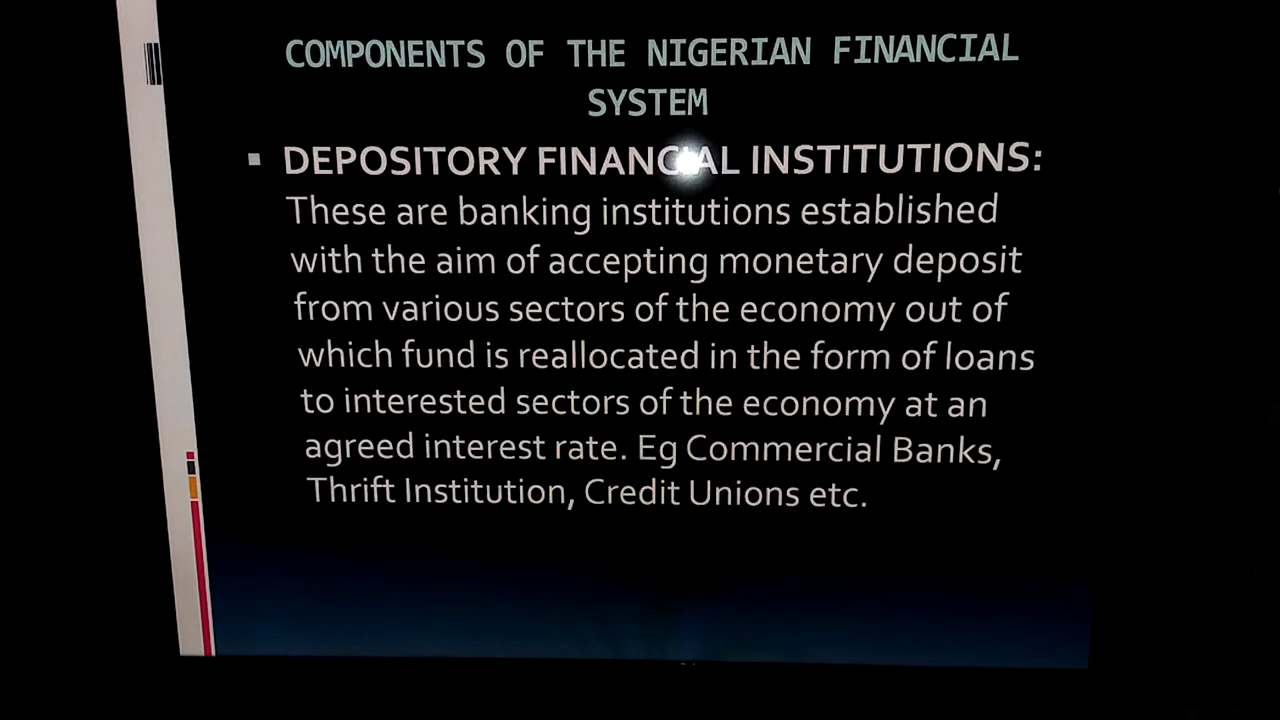 COMPONENTS OF THE NIGERIAN FINANCIAL
SYSTEM
▪ DEPOSITORY FINANCIAL INSTITUTIONS:
These are banking institutions established
with the aim of accepting monetary deposit
from various sectors of the economy out of
which fund is reallocated in the form of loans
to interested sectors of the economy at an
agreed interest rate. Eg Commercial Banks,
Thrift Institution, Credit Unions etc.